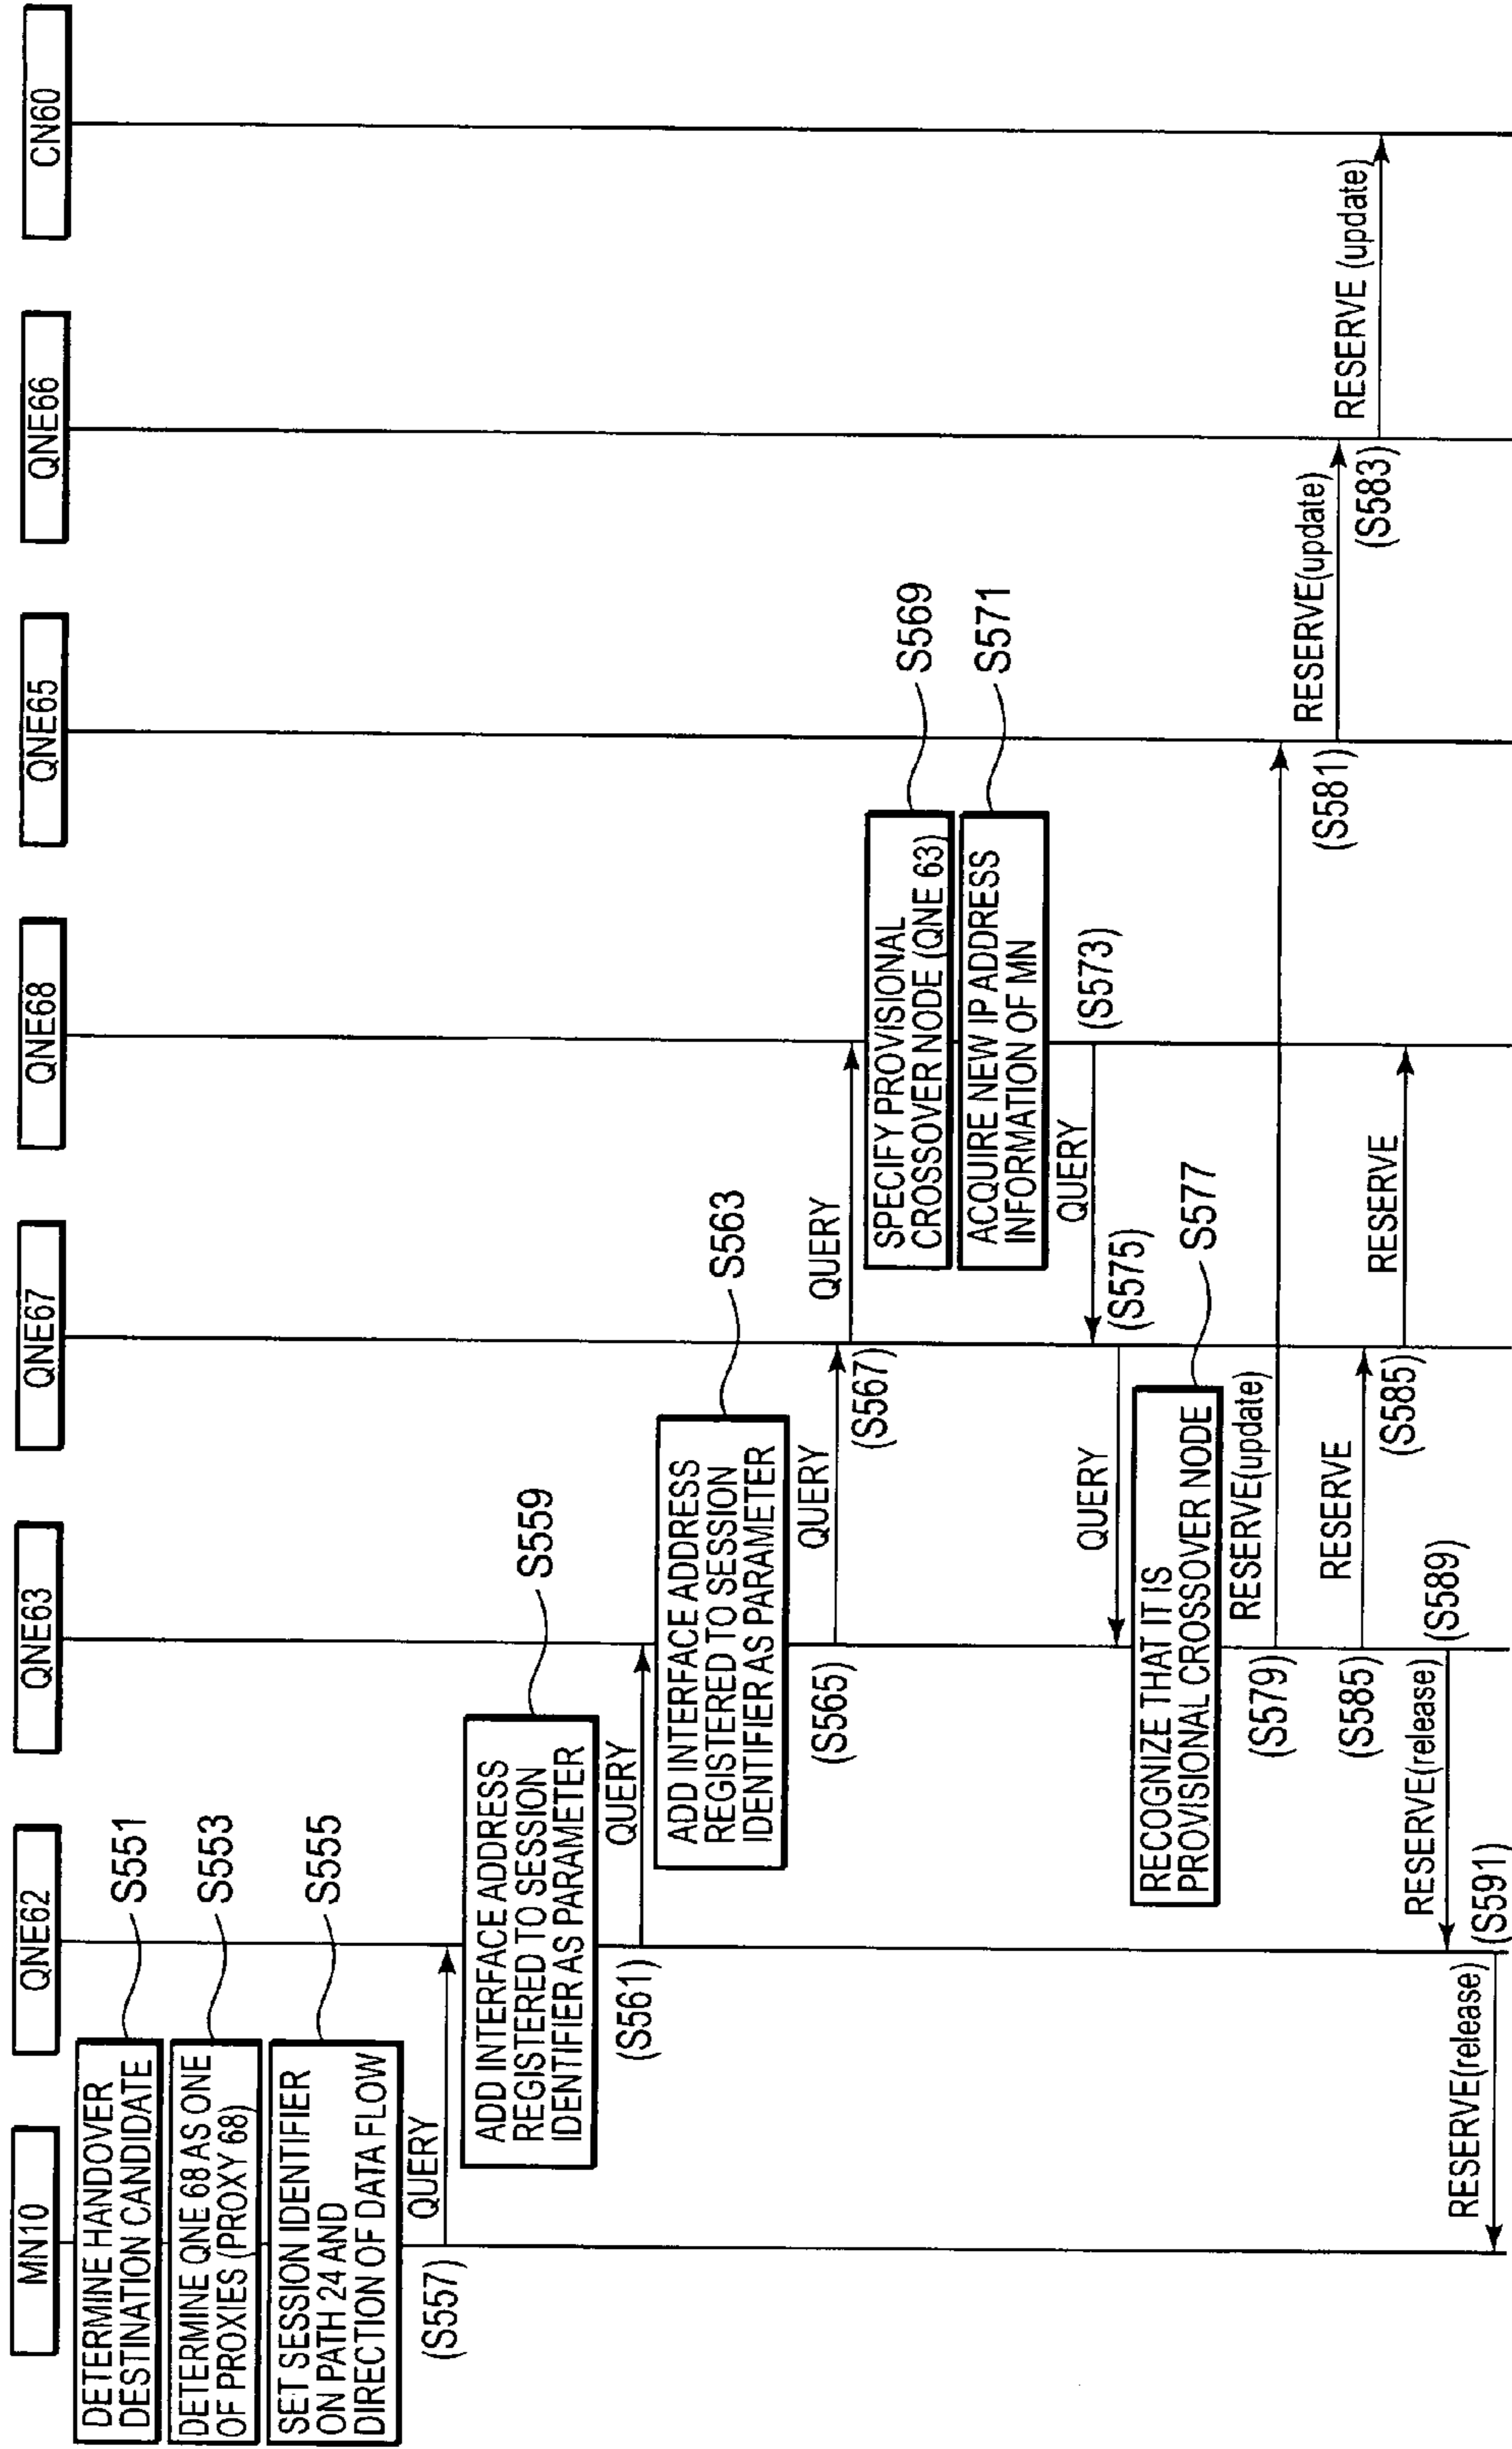 MN10
QNE62
QNE63
QNE67
QNE68
QNE65
QNE66
CN60
DETERMINE HANDOVER
DESTINATION CANDIDATE
S551
DETERMINE QNE 68 AS ONE
OF PROXIES (PROXY 68)
S553
SET SESSION IDENTIFIER
ON PATH 24 AND
DIRECTION OF DATA FLOW
S555
QUERY
(S557)
ADD INTERFACE ADDRESS
REGISTERED TO SESSION
IDENTIFIER AS PARAMETER
S559
QUERY
(S561)
ADD INTERFACE ADDRESS
REGISTERED TO SESSION
IDENTIFIER AS PARAMETER
S563
QUERY
(S565)
QUERY
(S567)
SPECIFY PROVISIONAL
CROSSOVER NODE (QNE 63)
S569
ACQUIRE NEW IP ADDRESS
INFORMATION OF MN
S571
QUERY
(S573)
QUERY
(S575)
RECOGNIZE THAT IT IS
PROVISIONAL CROSSOVER NODE
S577
RESERVE(update)
(S579)
RESERVE(update)
(S581)
RESERVE (update)
(S583)
RESERVE
(S585)
RESERVE
(S585)
RESERVE(release)
(S589)
RESERVE(release)
(S591)